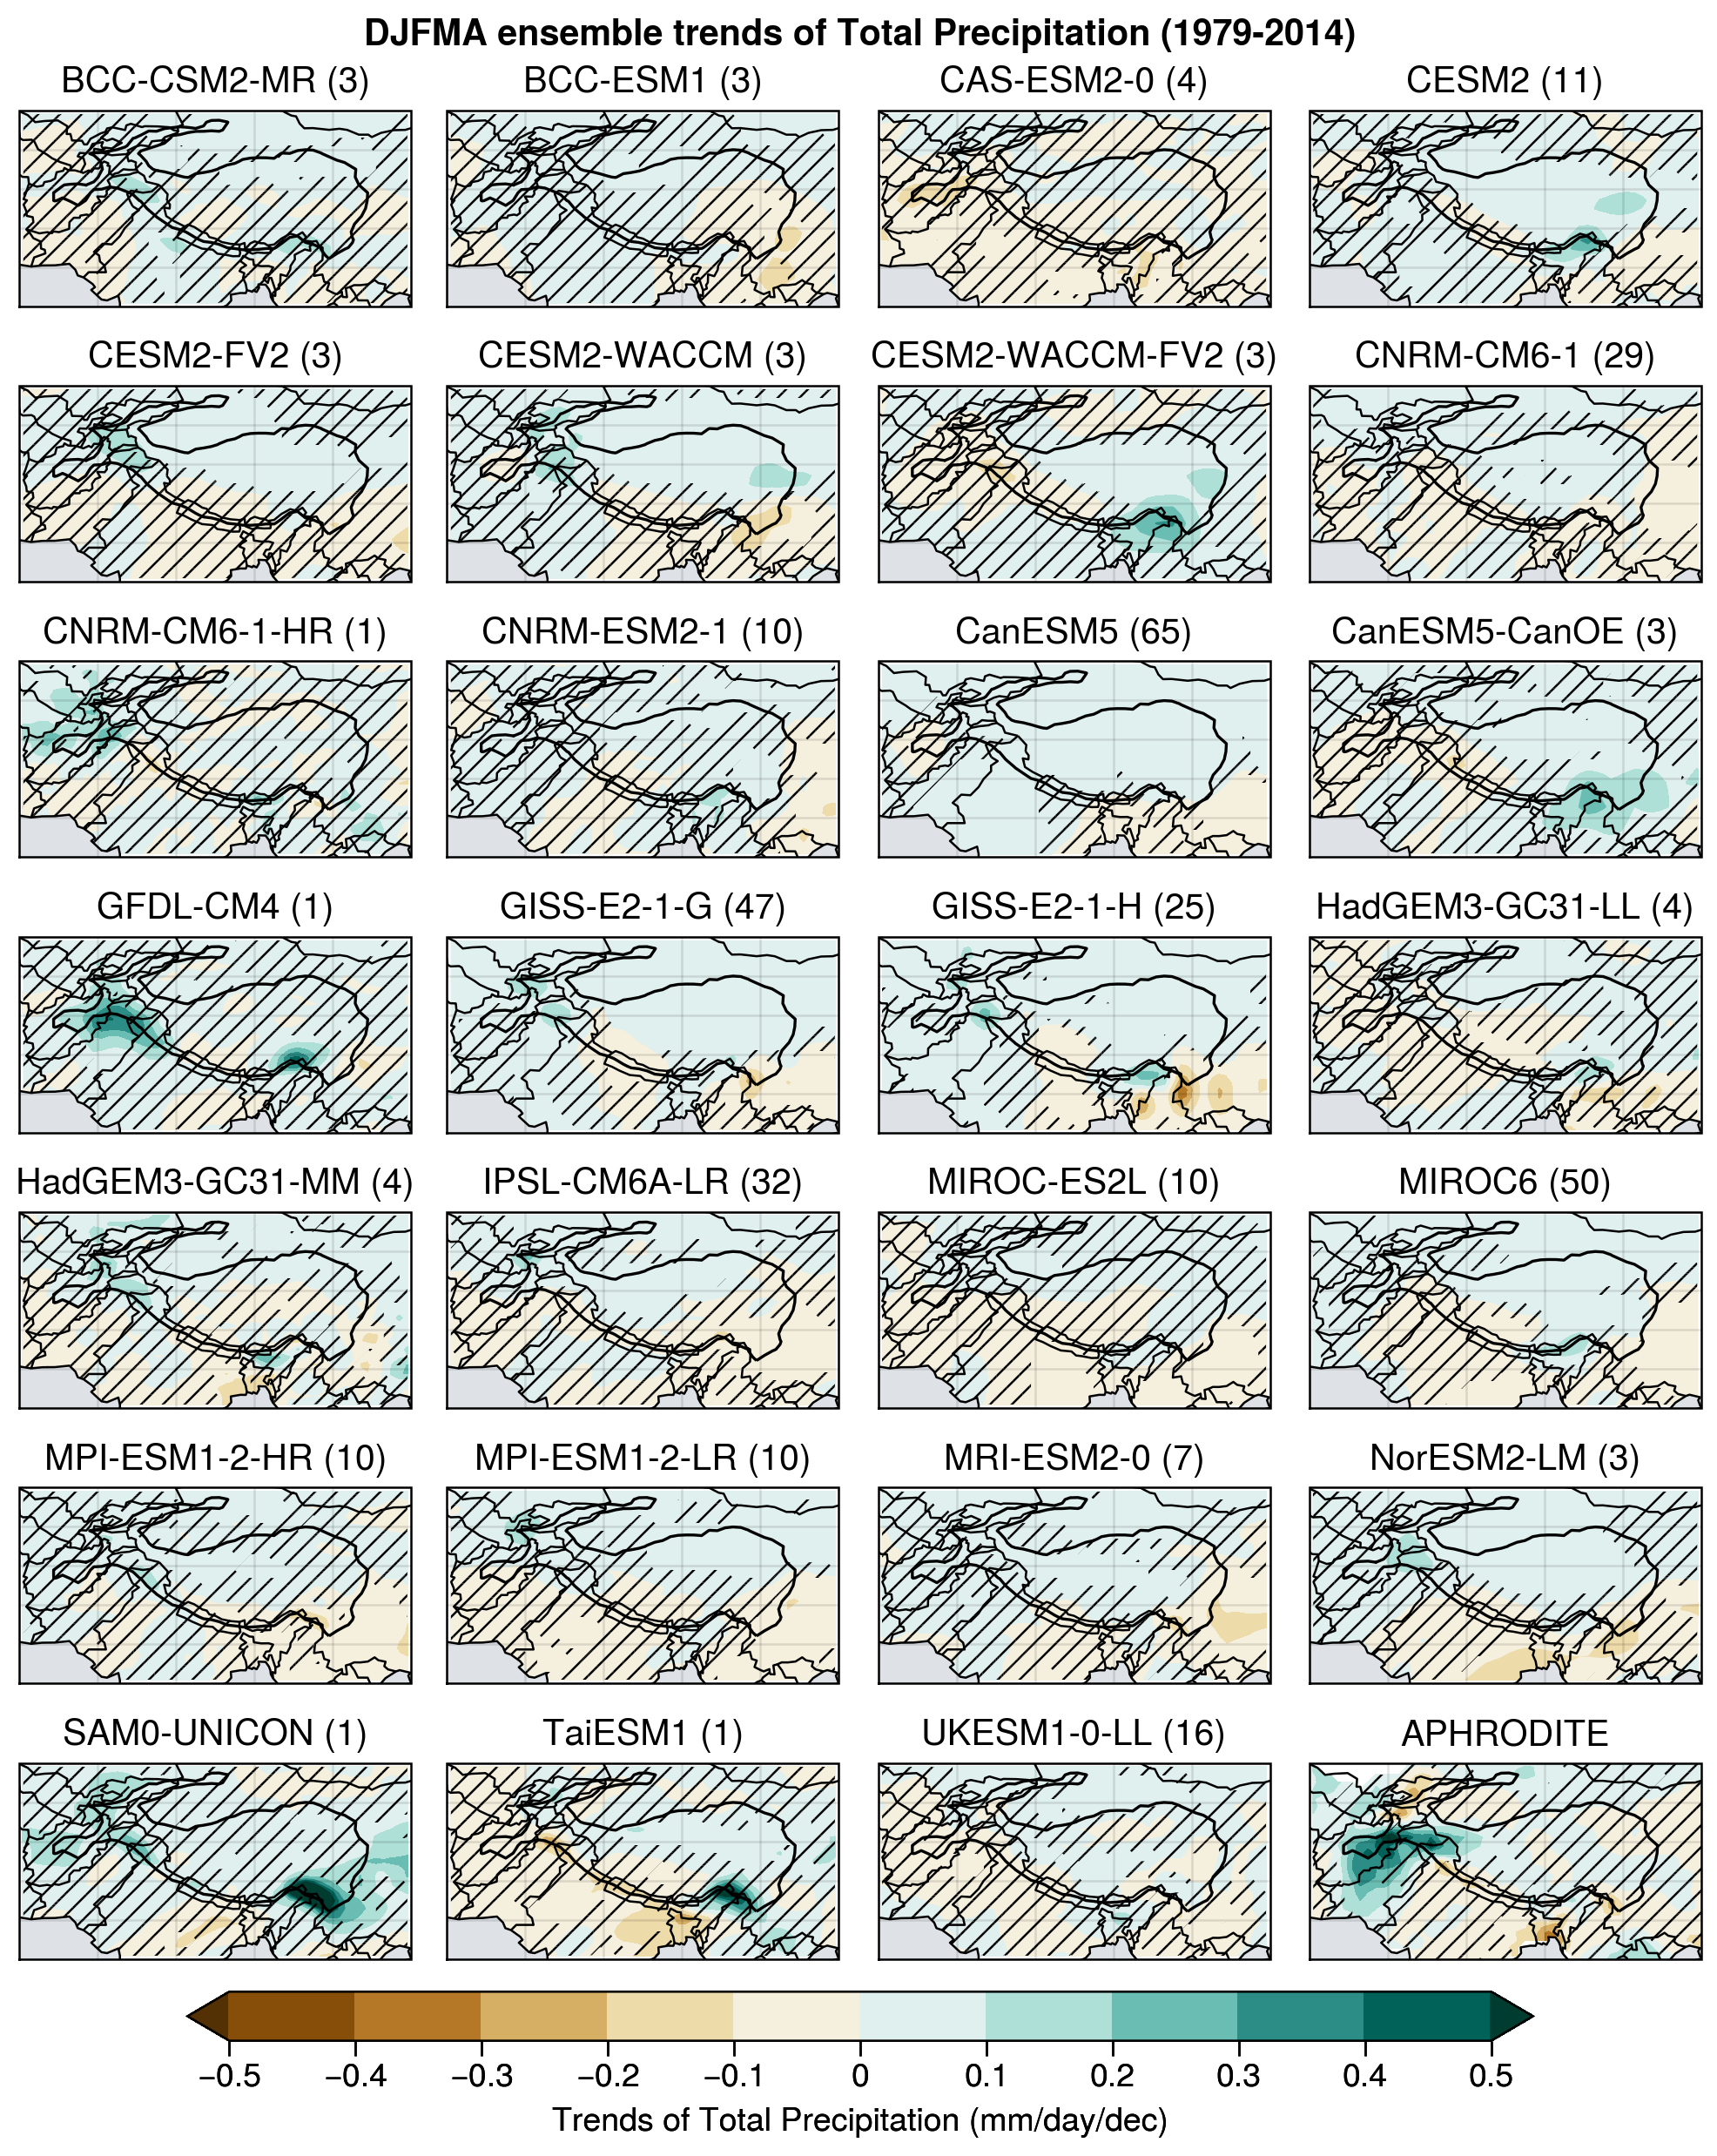 DJFMA ensemble trends of Total Precipitation (1979-2014)
BCC-CSM2-MR (3)
BCC-ESM1 (3)
CAS-ESM2-0 (4)
CESM2 (11)
CESM2-FV2 (3)
CESM2-WACCM (3)
CESM2-WACCM-FV2 (3)
CNRM-CM6-1 (29)
CNRM-CM6-1-HR (1)
CNRM-ESM2-1 (10)
CanESM5 (65)
CanESM5-CanOE (3)
GFDL-CM4 (1)
GISS-E2-1-G (47)
GISS-E2-1-H (25)
HadGEM3-GC31-LL (4)
HadGEM3-GC31-MM (4)
IPSL-CM6A-LR (32)
MIROC-ES2L (10)
MIROC6 (50)
MPI-ESM1-2-HR (10)
MPI-ESM1-2-LR (10)
MRI-ESM2-0 (7)
NorESM2-LM (3)
SAM0-UNICON (1)
TaiESM1 (1)
UKESM1-0-LL (16)
APHRODITE
−0.5 −0.4 −0.3 −0.2 −0.1 0 0.1 0.2 0.3 0.4 0.5
Trends of Total Precipitation (mm/day/dec)